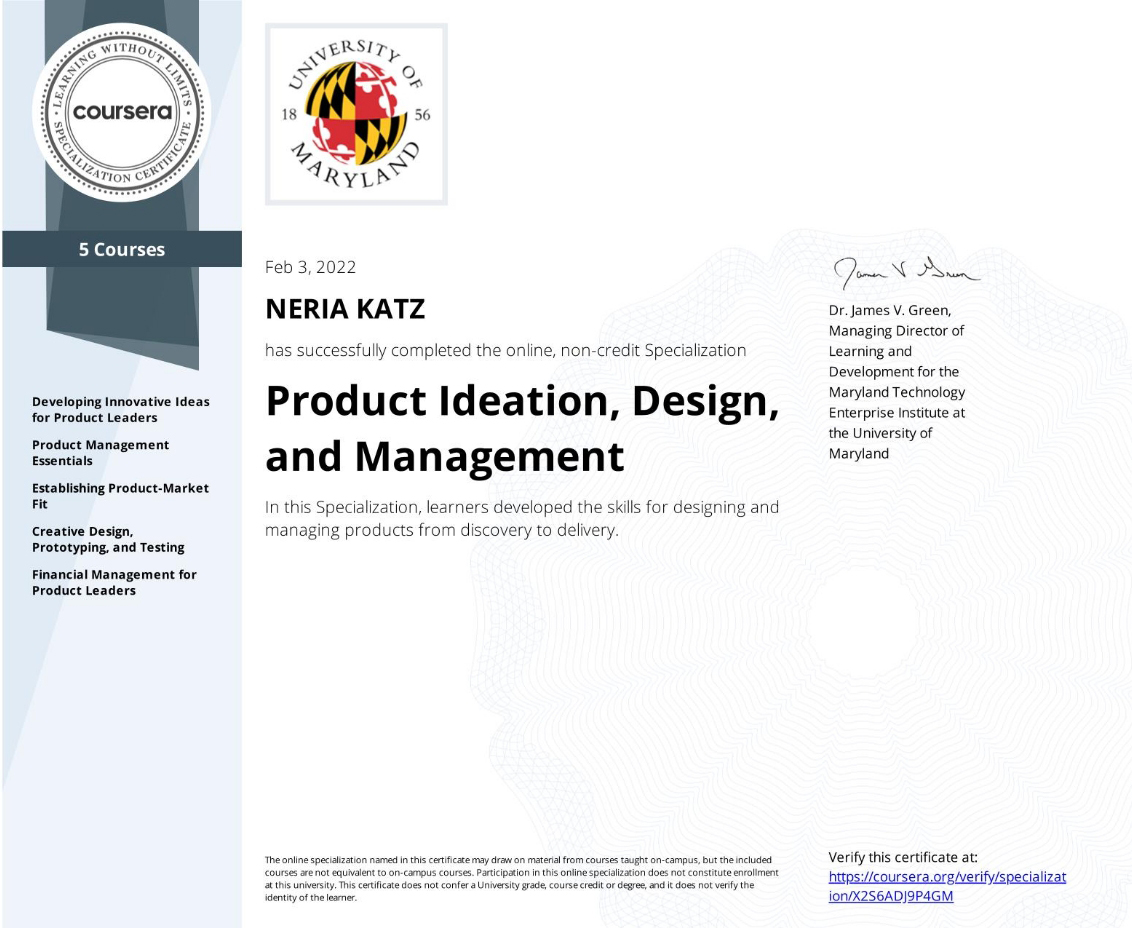 LEARNING WITHOUT LIMITS
coursera
SPECIALIZATION CERTIFICATE
5 Courses
Developing Innovative Ideas
for Product Leaders
Product Management
Essentials
Establishing Product-Market
Fit
Creative Design,
Prototyping, and Testing
Financial Management for
Product Leaders
UNIVERSITY OF
18 56
MARYLAND
Feb 3, 2022
NERIA KATZ
has successfully completed the online, non-credit Specialization
Product Ideation, Design,
and Management
In this Specialization, learners developed the skills for designing and
managing products from discovery to delivery.
James V Green
Dr. James V. Green,
Managing Director of
Learning and
Development for the
Maryland Technology
Enterprise Institute at
the University of
Maryland
The online specialization named in this certificate may draw on material from courses taught on-campus, but the included
courses are not equivalent to on-campus courses. Participation in this online specialization does not constitute enrollment
at this university. This certificate does not confer a University grade, course credit or degree, and it does not verify the
identity of the learner.
Verify this certificate at:
https://coursera.org/verify/specializat
ion/X2S6ADJ9P4GM